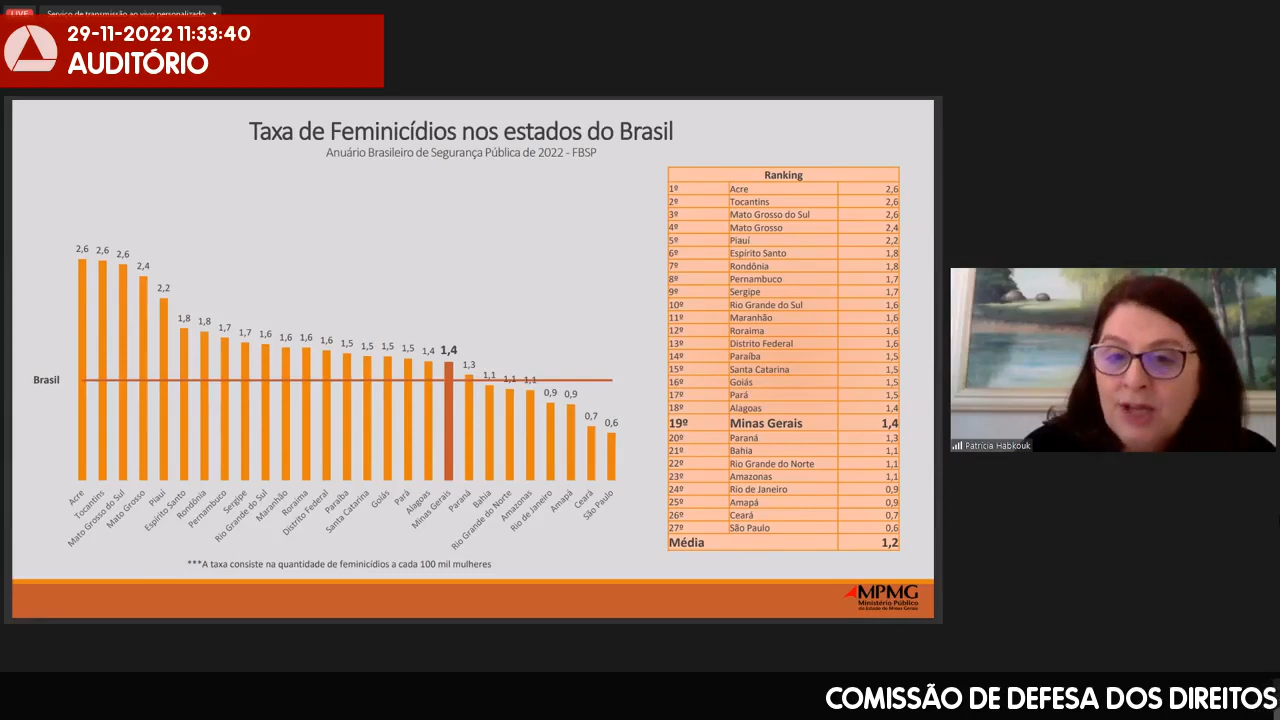 LIVE
Serviço de transmissão ao vivo personalizado
29-11-2022 11:33:40
AUDITÓRIO
Taxa de Feminicídios nos estados do Brasil
Anuário Brasileiro de Segurança Pública de 2022 - FBSP
2,6 2,6 2,6 2,4 2,2 1,8 1,8 1,7 1,7 1,6 1,6 1,6 1,6 1,5 1,5 1,5 1,5 1,4 1,4 1,3 1,1 1,1 1,1 0,9 0,9 0,7 0,6
Brasil
Acre Tocantins Mato Grosso do Sul Mato Grosso Piauí Espírito Santo Rondônia Pernambuco Sergipe Rio Grande do Sul Maranhão Roraima Distrito Federal Paraíba Santa Catarina Goiás Pará Alagoas Minas Gerais Paraná Bahia Rio Grande do Norte Amazonas Rio de Janeiro Amapá Ceará São Paulo
***A taxa consiste na quantidade de feminicídios a cada 100 mil mulheres
Ranking
1º Acre 2,6
2º Tocantins 2,6
3º Mato Grosso do Sul 2,6
4º Mato Grosso 2,4
5º Piauí 2,2
6º Espírito Santo 1,8
7º Rondônia 1,8
8º Pernambuco 1,7
9º Sergipe 1,7
10º Rio Grande do Sul 1,6
11º Maranhão 1,6
12º Roraima 1,6
13º Distrito Federal 1,6
14º Paraíba 1,5
15º Santa Catarina 1,5
16º Goiás 1,5
17º Pará 1,5
18º Alagoas 1,4
19º Minas Gerais 1,4
20º Paraná 1,3
21º Bahia 1,1
22º Rio Grande do Norte 1,1
23º Amazonas 1,1
24º Rio de Janeiro 0,9
25º Amapá 0,9
26º Ceará 0,7
27º São Paulo 0,6
Média 1,2
MPMG
Ministério Público
do Estado de Minas Gerais
Patrícia Habkouk
COMISSÃO DE DEFESA DOS DIREITOS